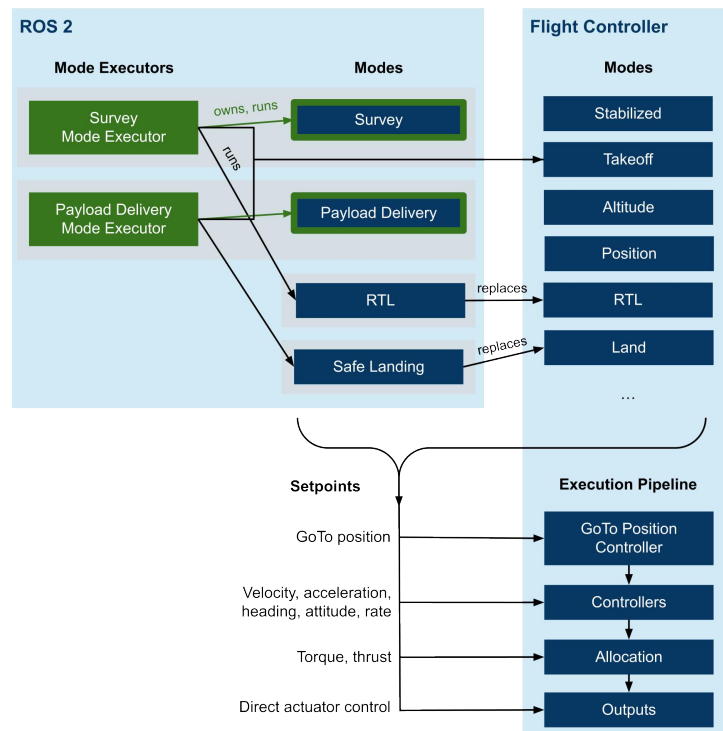 ROS 2
Flight Controller
Mode Executors
Modes
Modes
Survey
Mode Executor
owns, runs
Survey
Stabilized
runs
Takeoff
Payload Delivery
Mode Executor
Payload Delivery
Altitude
Position
RTL
replaces
RTL
Safe Landing
replaces
Land
...
Setpoints
Execution Pipeline
GoTo position
GoTo Position
Controller
Velocity, acceleration,
heading, attitude, rate
Controllers
Torque, thrust
Allocation
Direct actuator control
Outputs